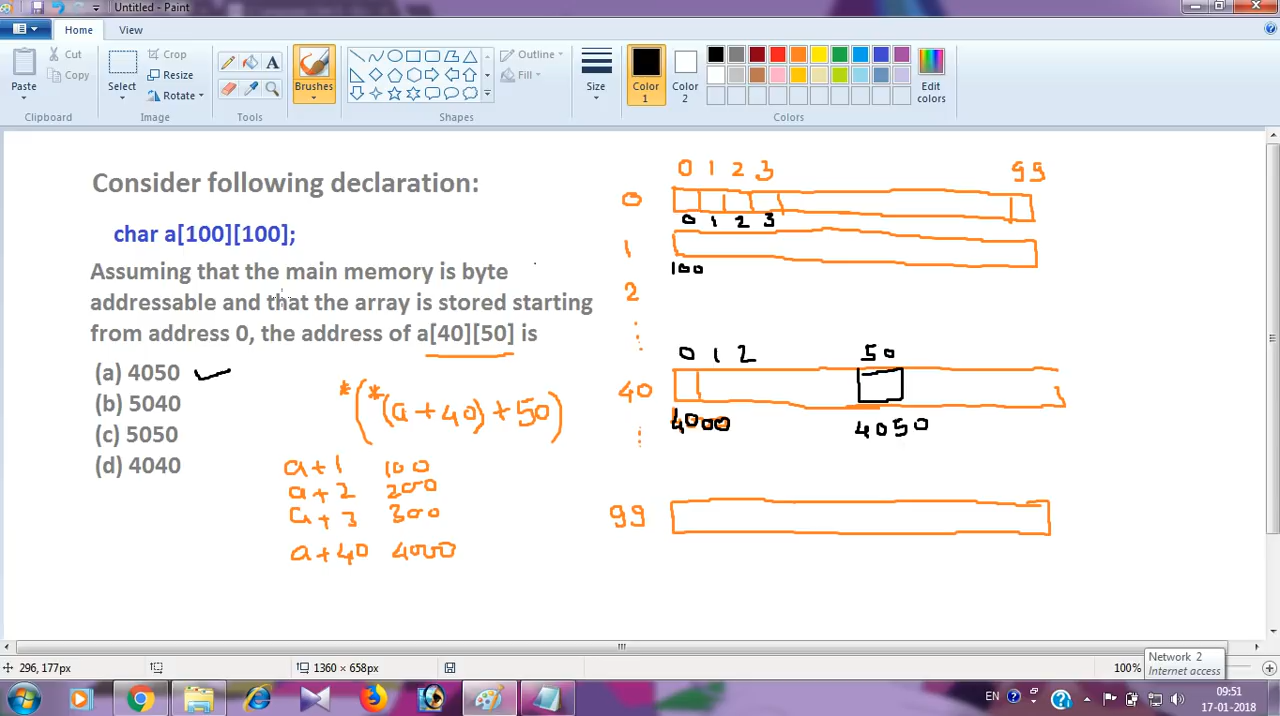 Untitled - Paint
Home View
Paste
Cut
Copy
Clipboard
Select
Crop
Resize
Rotate
Image
A
Tools
Brushes
Outline
Fill
Shapes
Size
Color 1
Color 2
Edit colors
Colors
Consider following declaration:
char a[100][100];
Assuming that the main memory is byte
addressable and that the array is stored starting
from address 0, the address of a[40][50] is
(a) 4050
(b) 5040
(c) 5050
(d) 4040
*(*(a+40)+50)
a+1 100
a+2 200
a+3 300
a+40 4000
0 1 2 3 99
0
0 1 2 3
1
100
2
0 1 2 50
40
4000 4050
99
296, 177px
1360 × 658px
100%
Network 2
Internet access
EN
09:51
17-01-2018